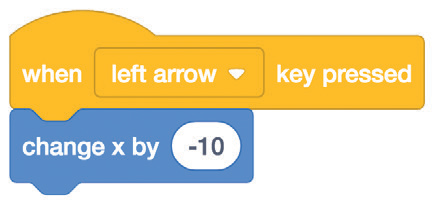 when left arrow key pressed
change x by -10